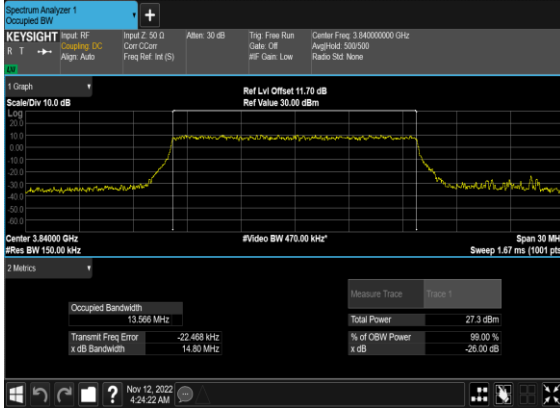 Spectrum Analyzer 1
Occupied BW
+
KEYSIGHT
R T
LW
Input: RF
Coupling: DC
Align: Auto
Input Z: 50 Ω
Corr CCorr
Freq Ref: Int (S)
Atten: 30 dB
Trig: Free Run
Gate: Off
#IF Gain: Low
Center Freq: 3.840000000 GHz
Avg|Hold: 500/500
Radio Std: None
1 Graph
Scale/Div 10.0 dB
Ref Lvl Offset 11.70 dB
Ref Value 30.00 dBm
Log
20.0
10.0
0.00
-10.0
-20.0
-30.0
-40.0
-50.0
-60.0
Center 3.84000 GHz
#Res BW 150.00 kHz
#Video BW 470.00 kHz*
Span 30 MH
Sweep 1.67 ms (1001 pts
2 Metrics
Measure Trace Trace 1
Occupied Bandwidth
13.566 MHz
Total Power 27.3 dBm
Transmit Freq Error -22.468 kHz
% of OBW Power 99.00 %
x dB Bandwidth 14.80 MHz
x dB -26.00 dB
?
Nov 12, 2022
4:24:22 AM